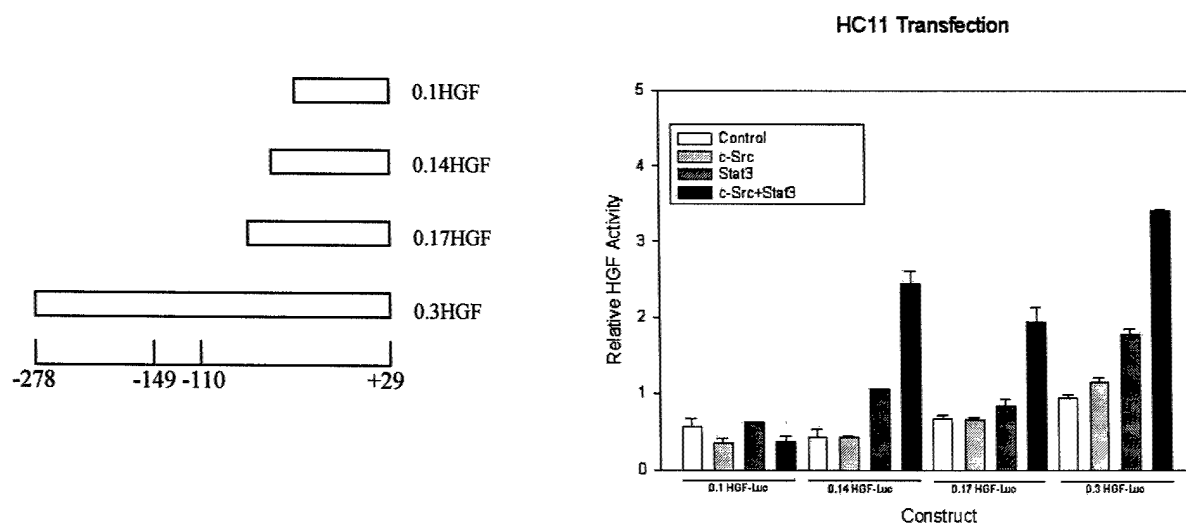 0.1HGF
0.14HGF
0.17HGF
0.3HGF
-278 -149 -110 +29
HC11 Transfection
Relative HGF Activity
5
4
3
2
1
0
Control
c-Src
Stat3
c-Src+Stat3
0.1 HGF-Luc 0.14 HGF-Luc 0.17 HGF-Luc 0.3 HGF-Luc
Construct